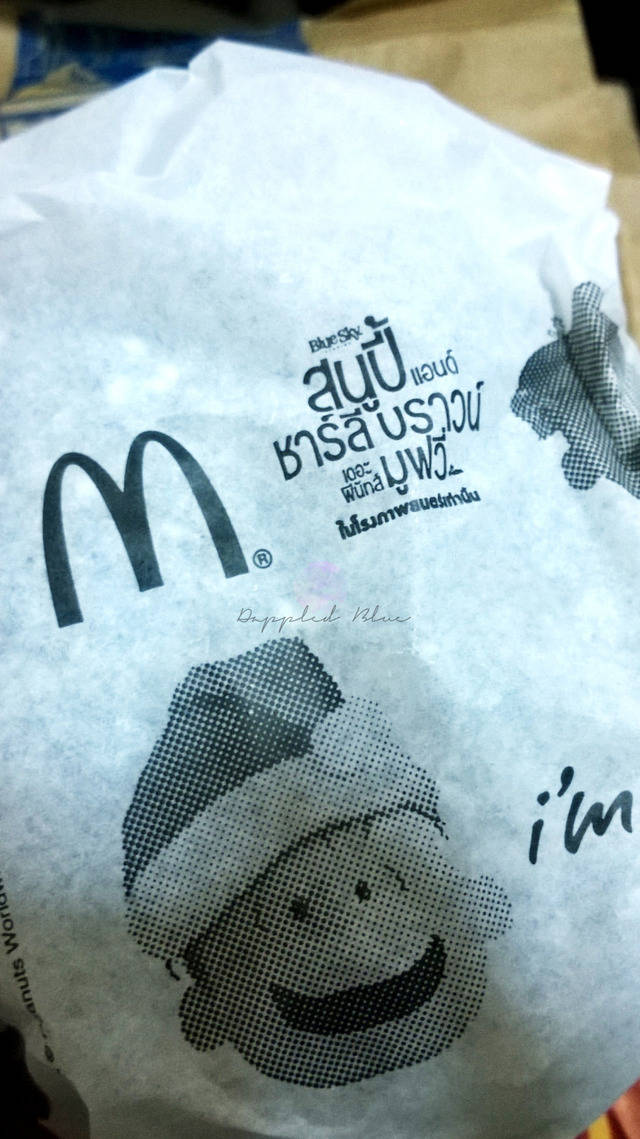 Blue Sky
สนูปี้ แอนด์
ชาร์ลี บราวน์
เดอะ พีนัทส์ มูฟวี่
ในโรงภาพยนตร์เท่านั้น
M®
Dappled Blue
i'm
eanuts Worldw